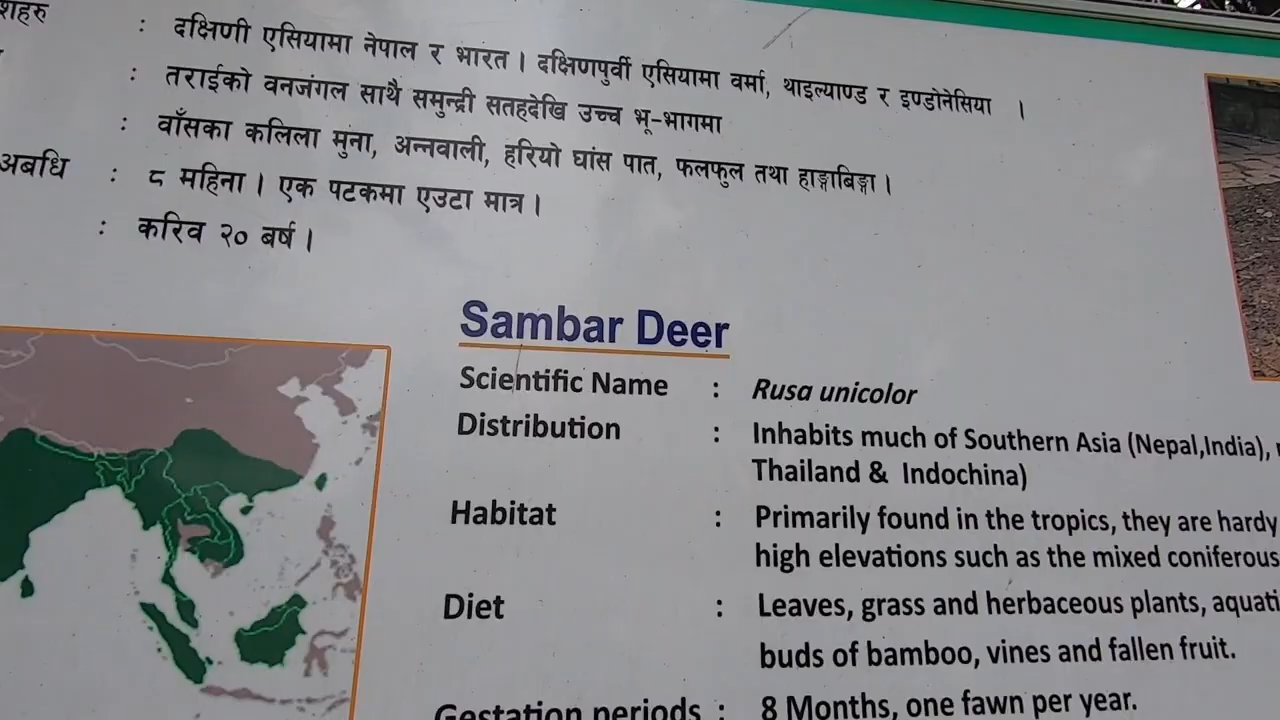 : दक्षिणी एसियामा नेपाल र भारत । दक्षिणपुर्वी एसियामा वर्मा, थाइल्याण्ड र इण्डोनेसिया ।
: तराईको वनजंगल साथै समुन्द्री सतहदेखि उच्च भू-भागमा
: वाँसका कलिला मुना, अन्नवाली, हरियो घांस पात, फलफुल तथा हाङ्गाबिङ्गा ।
अबधि : ८ महिना । एक पटकमा एउटा मात्र ।
: करिव २० बर्ष ।
Sambar Deer
Scientific Name : Rusa unicolor
Distribution : Inhabits much of Southern Asia (Nepal,India),
Thailand & Indochina)
Habitat : Primarily found in the tropics, they are hardy
high elevations such as the mixed coniferous
Diet : Leaves, grass and herbaceous plants,
buds of bamboo, vines and fallen fruit.
Gestation periods : 8 Months, one fawn per year.